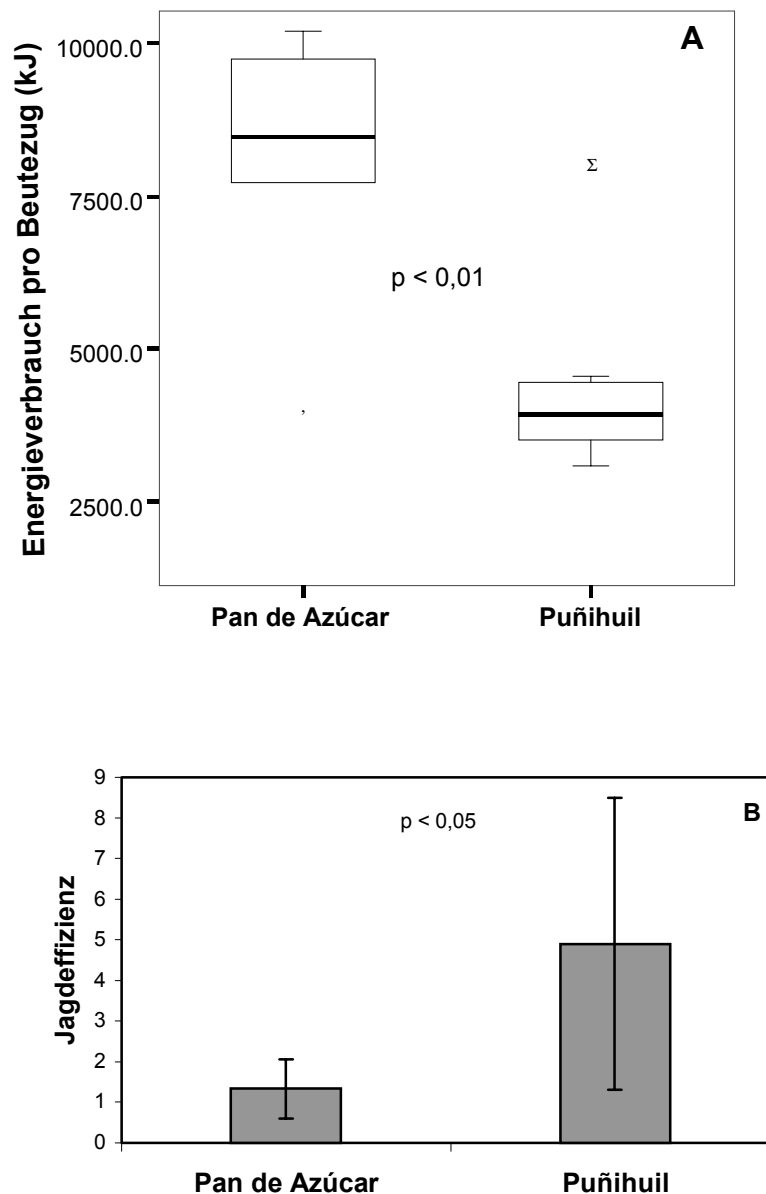 A
Energieverbrauch pro Beutezug (kJ)
10000.0
7500.0
5000.0
2500.0
Σ
p < 0,01
,
Pan de Azúcar
Puñihuil
B
Jagdeffizienz
9
8
7
6
5
4
3
2
1
0
p < 0,05
Pan de Azúcar
Puñihuil